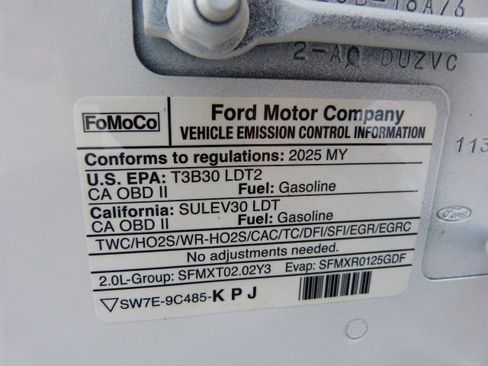 2-AC DUZVC
FoMoCo
Ford Motor Company
VEHICLE EMISSION CONTROL INFORMATION
Conforms to regulations: 2025 MY
U.S. EPA: T3B30 LDT2
CA OBD II Fuel: Gasoline
California: SULEV30 LDT
CA OBD II Fuel: Gasoline
TWC/HO2S/WR-HO2S/CAC/TC/DFI/SFI/EGR/EGRC
No adjustments needed.
2.0L-Group: SFMXT02.02Y3 Evap: SFMXR0125GDF
SW7E-9C485-KPJ
113